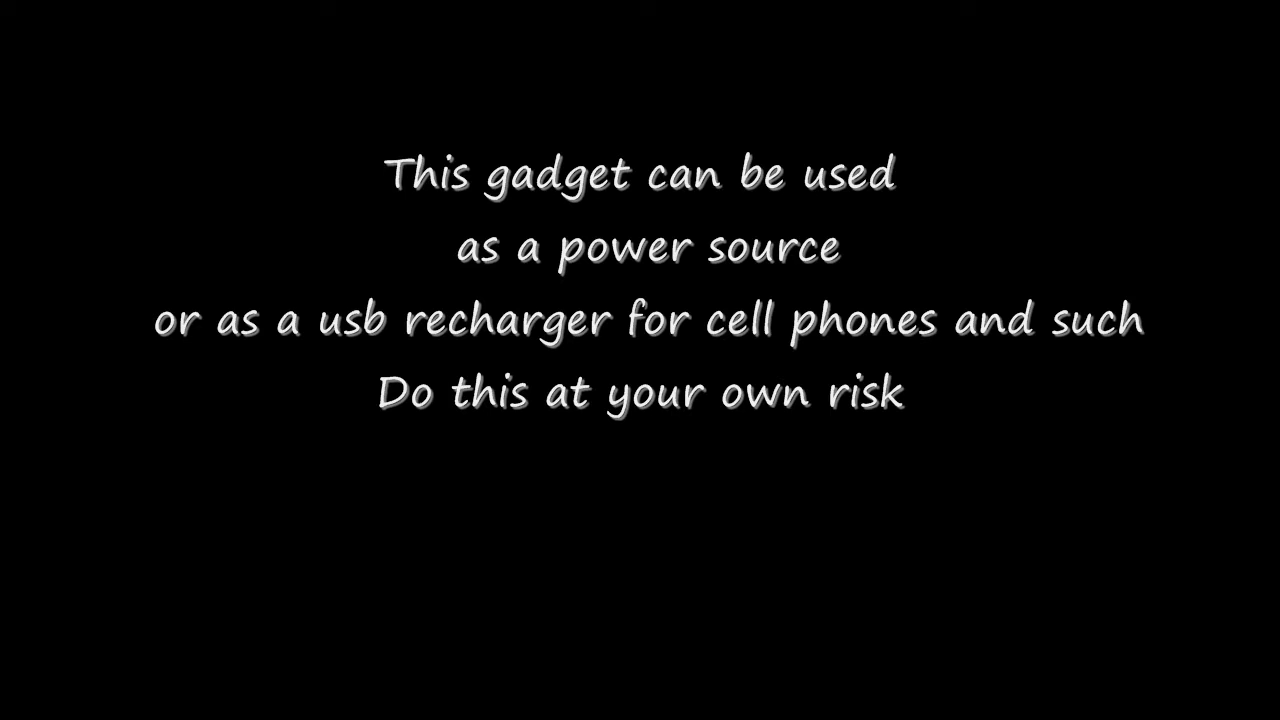 This gadget can be used
as a power source
or as a usb recharger for cell phones and such
Do this at your own risk